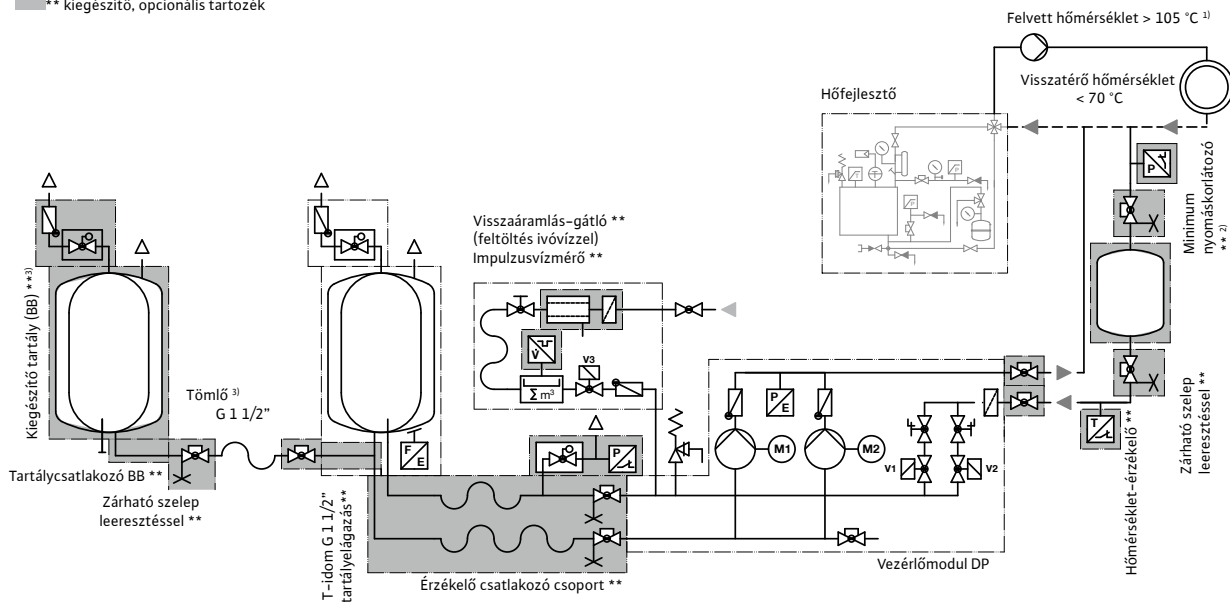 ** kiegészítő, opcionális tartozék
Felvett hőmérséklet > 105 °C ¹⁾
Visszatérő hőmérséklet
< 70 °C
Hőfejlesztő
P
Minimum
nyomáskorlátozó
** ²⁾
Visszaáramlás-gátló **
(feltöltés ivóvízzel)
Impulzusvízmérő **
Kiegészítő tartály (BB) **³⁾
V̇
V3
∑ m³
Tömlő ³⁾
G 1 1/2”
P
E
M1
M2
V1
V2
T
Zárható szelep
leeresztéssel **
Hőmérséklet-érzékelő **
F
E
P
Tartálycsatlakozó BB **
Zárható szelep
leeresztéssel **
T-idom G 1 1/2”
tartályelágazás**
Érzékelő csatlakozó csoport **
Vezérlőmodul DP